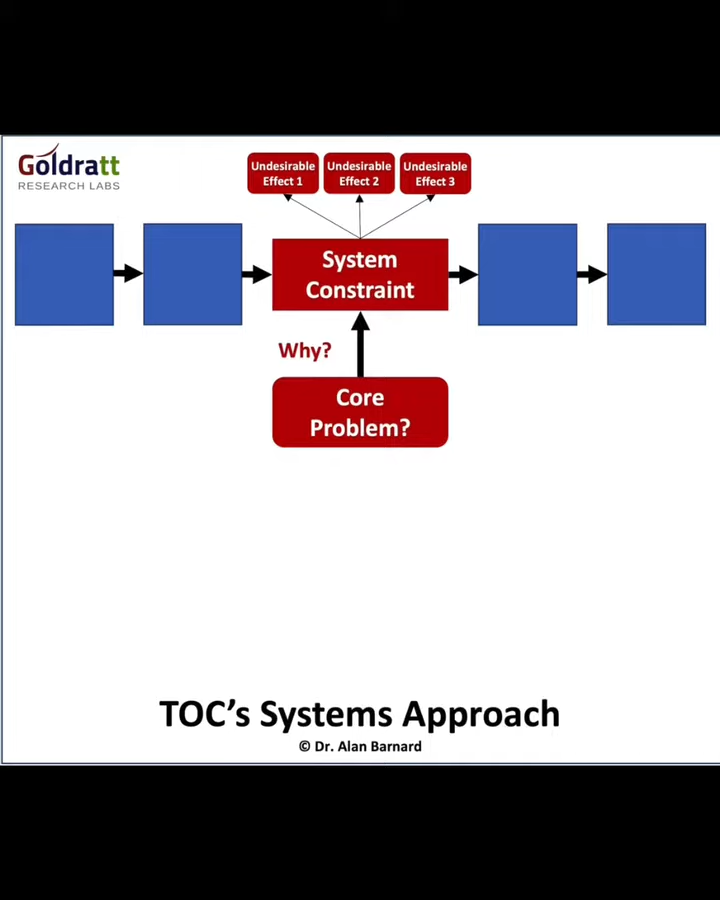 Goldratt
RESEARCH LABS
Undesirable
Effect 1
Undesirable
Effect 2
Undesirable
Effect 3
System
Constraint
Why?
Core
Problem?
TOC's Systems Approach
© Dr. Alan Barnard